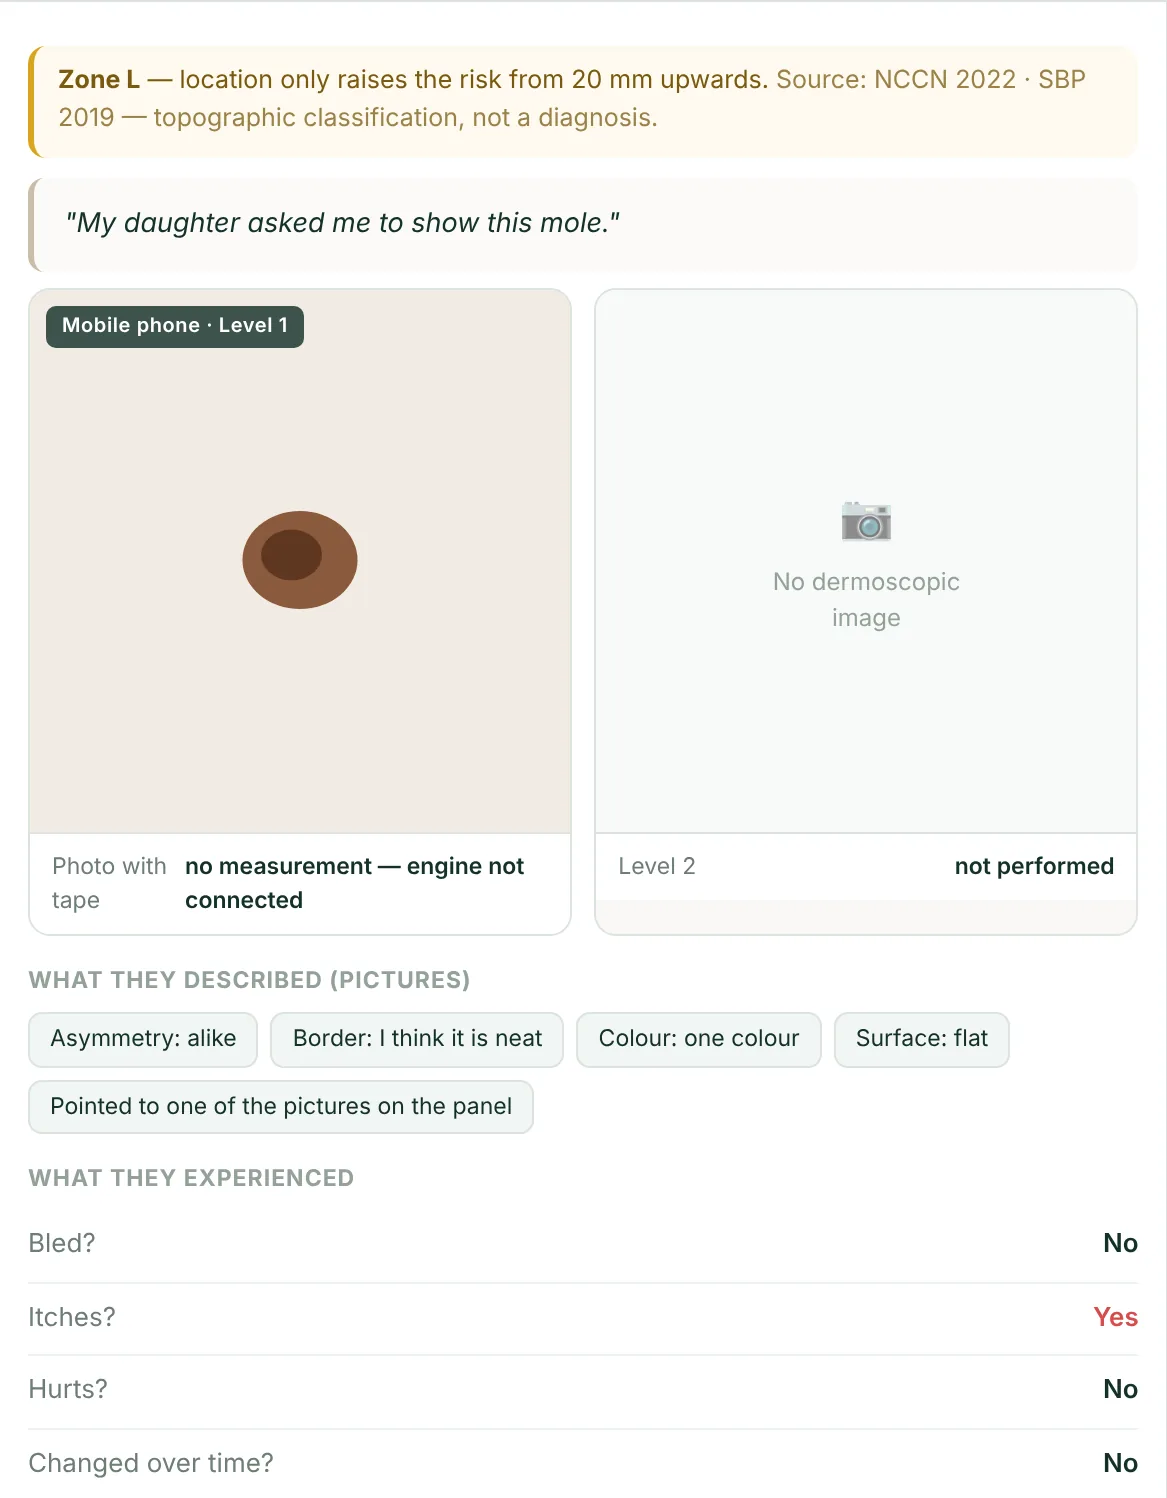 Zone L — location only raises the risk from 20 mm upwards. Source: NCCN 2022 · SBP
2019 — topographic classification, not a diagnosis.
"My daughter asked me to show this mole."
Mobile phone · Level 1
No dermoscopic
image
Photo with tape
no measurement — engine not connected
Level 2
not performed
WHAT THEY DESCRIBED (PICTURES)
Asymmetry: alike
Border: I think it is neat
Colour: one colour
Surface: flat
Pointed to one of the pictures on the panel
WHAT THEY EXPERIENCED
Bled? No
Itches? Yes
Hurts? No
Changed over time? No